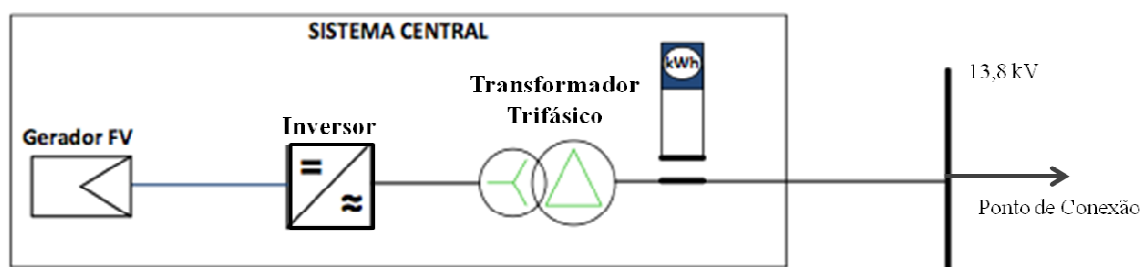 SISTEMA CENTRAL
kWh
13,8 kV
Transformador
Trifásico
Inversor
Gerador FV
Ponto de Conexão